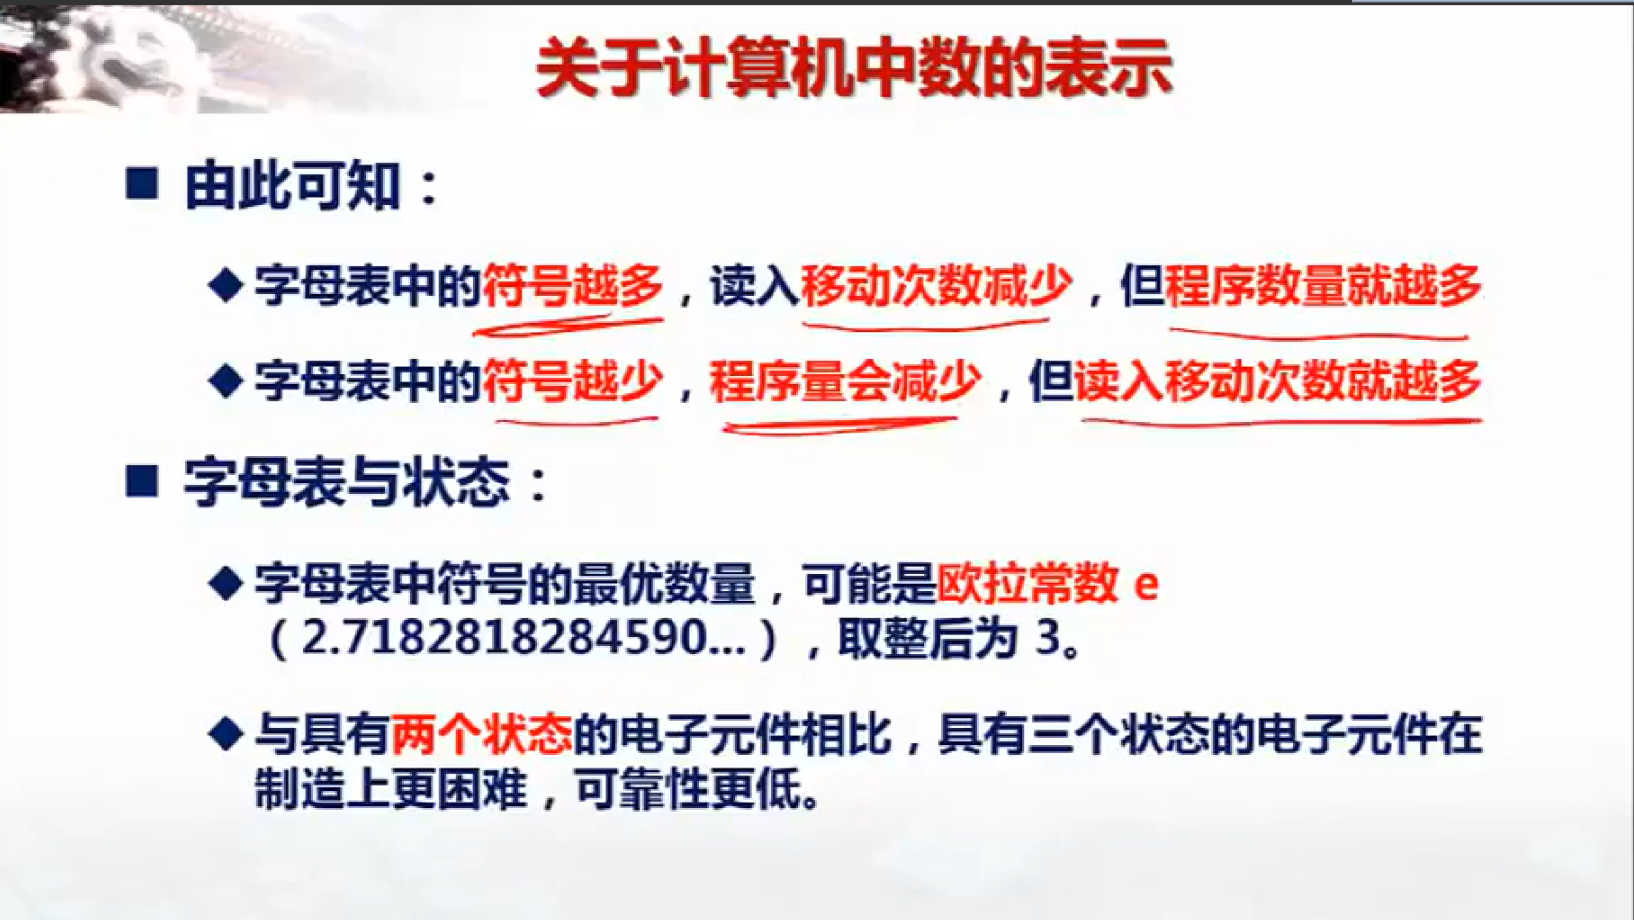 关于计算机中数的表示
■ 由此可知：
◆字母表中的符号越多，读入移动次数减少，但程序数量就越多
◆字母表中的符号越少，程序量会减少，但读入移动次数就越多
■ 字母表与状态：
◆字母表中符号的最优数量，可能是欧拉常数 e
（2.7182818284590...），取整后为 3。
◆与具有两个状态的电子元件相比，具有三个状态的电子元件在
制造上更困难，可靠性更低。